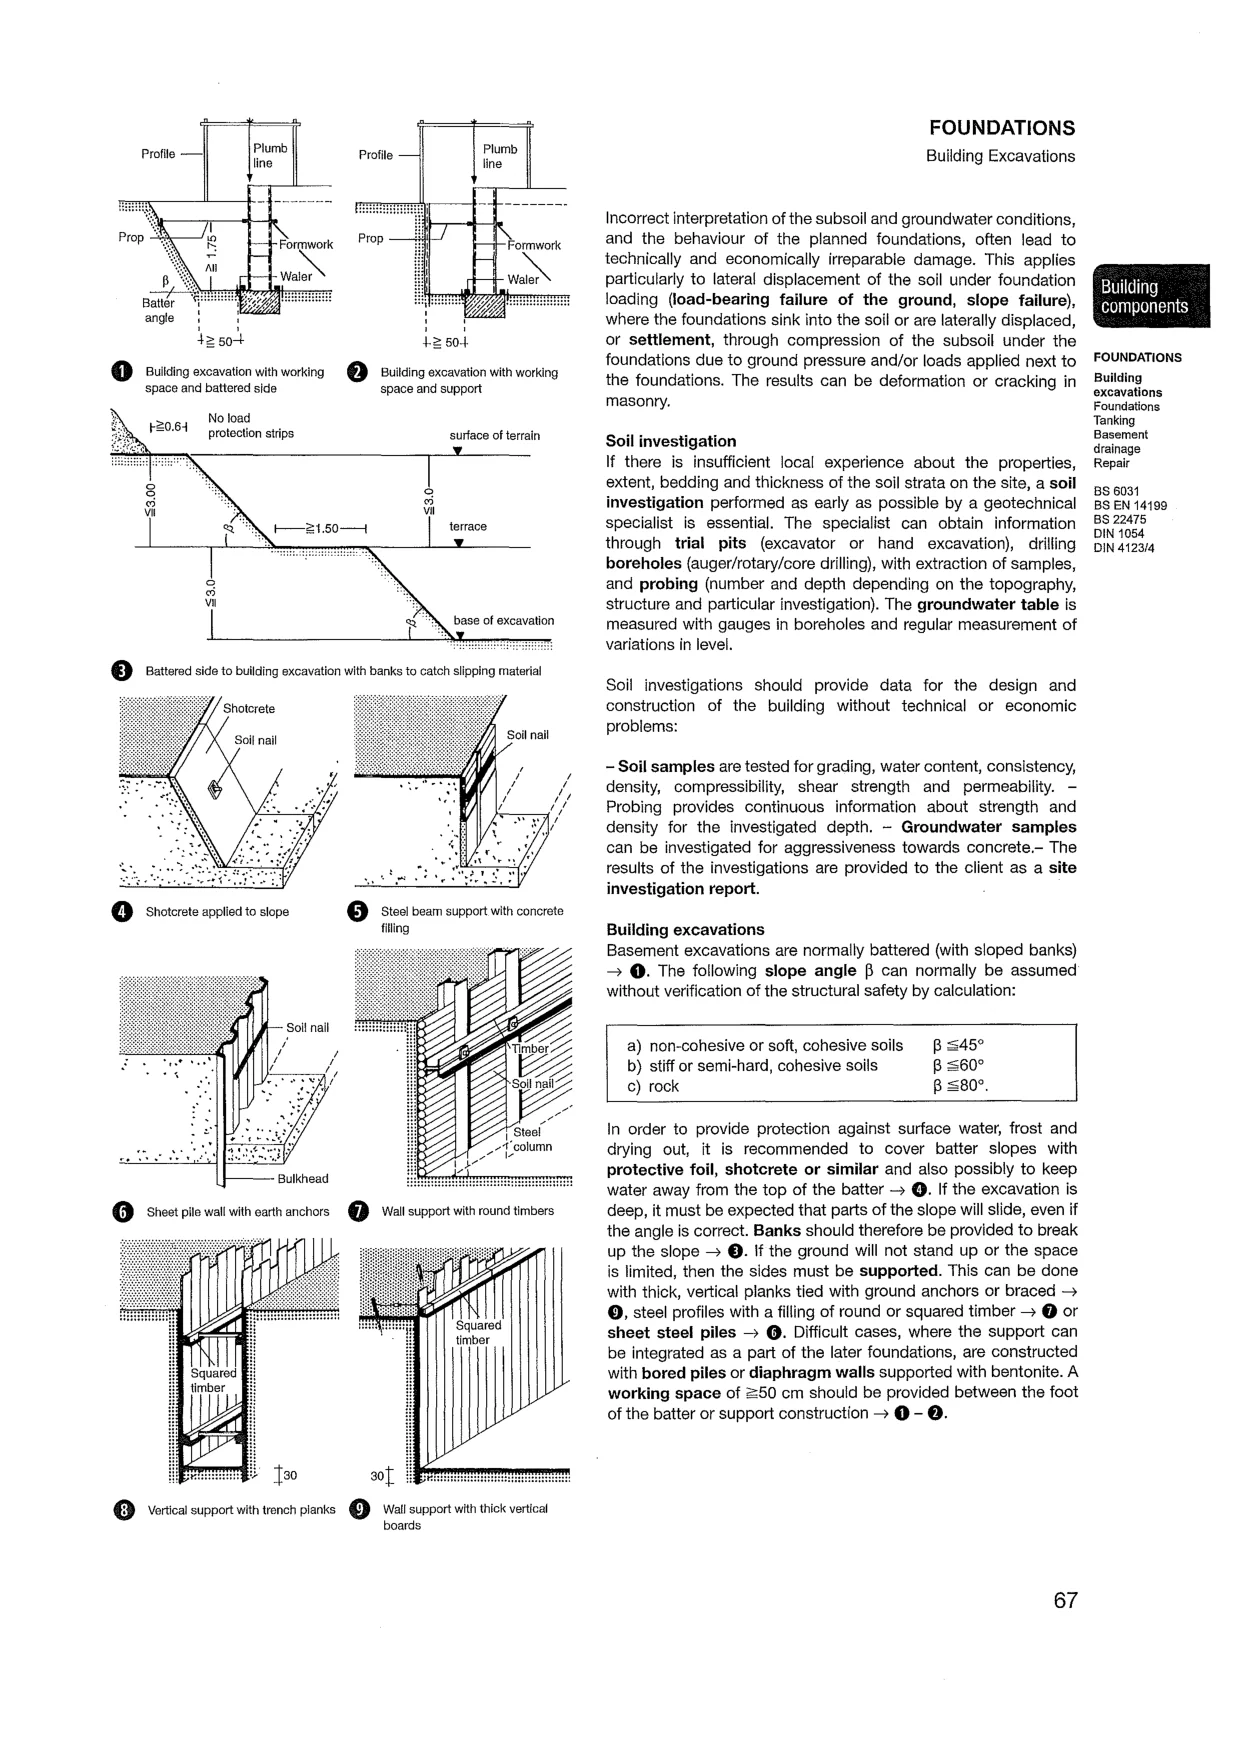 FOUNDATIONS
Building Excavations
Profile
Plumb
line
Prop
≧ 1.75
Formwork
Waler
β
Batter
angle
≧ 50
Profile
Plumb
line
Prop
Formwork
Waler
≧ 50
❶ Building excavation with working
space and battered side
❷ Building excavation with working
space and support
≧0.6
No load
protection strips
surface of terrain
≦3.00
≦3.0
β
≧1.50
terrace
≦3.0
β
base of excavation
❸ Battered side to building excavation with banks to catch slipping material
Shotcrete
Soil nail
Soil nail
❹ Shotcrete applied to slope
❺ Steel beam support with concrete
filling
Soil nail
Bulkhead
Timber
Soil nail
Steel
column
❻ Sheet pile wall with earth anchors
❼ Wall support with round timbers
Squared
timber
30
Squared
timber
30
❽ Vertical support with trench planks
❾ Wall support with thick vertical
boards
Incorrect interpretation of the subsoil and groundwater conditions,
and the behaviour of the planned foundations, often lead to
technically and economically irreparable damage. This applies
particularly to lateral displacement of the soil under foundation
loading (load-bearing failure of the ground, slope failure),
where the foundations sink into the soil or are laterally displaced,
or settlement, through compression of the subsoil under the
foundations due to ground pressure and/or loads applied next to
the foundations. The results can be deformation or cracking in
masonry.
Soil investigation
If there is insufficient local experience about the properties,
extent, bedding and thickness of the soil strata on the site, a soil
investigation performed as early as possible by a geotechnical
specialist is essential. The specialist can obtain information
through trial pits (excavator or hand excavation), drilling
boreholes (auger/rotary/core drilling), with extraction of samples,
and probing (number and depth depending on the topography,
structure and particular investigation). The groundwater table is
measured with gauges in boreholes and regular measurement of
variations in level.
Soil investigations should provide data for the design and
construction of the building without technical or economic
problems:
– Soil samples are tested for grading, water content, consistency,
density, compressibility, shear strength and permeability. –
Probing provides continuous information about strength and
density for the investigated depth. – Groundwater samples
can be investigated for aggressiveness towards concrete.– The
results of the investigations are provided to the client as a site
investigation report.
Building excavations
Basement excavations are normally battered (with sloped banks)
→ ❶. The following slope angle β can normally be assumed
without verification of the structural safety by calculation:
a) non-cohesive or soft, cohesive soils β ≦45°
b) stiff or semi-hard, cohesive soils β ≦60°
c) rock β ≦80°.
In order to provide protection against surface water, frost and
drying out, it is recommended to cover batter slopes with
protective foil, shotcrete or similar and also possibly to keep
water away from the top of the batter → ❹. If the excavation is
deep, it must be expected that parts of the slope will slide, even if
the angle is correct. Banks should therefore be provided to break
up the slope → ❸. If the ground will not stand up or the space
is limited, then the sides must be supported. This can be done
with thick, vertical planks tied with ground anchors or braced →
❾, steel profiles with a filling of round or squared timber → ❼ or
sheet steel piles → ❻. Difficult cases, where the support can
be integrated as a part of the later foundations, are constructed
with bored piles or diaphragm walls supported with bentonite. A
working space of ≧50 cm should be provided between the foot
of the batter or support construction → ❶ – ❷.
Building
components
FOUNDATIONS
Building
excavations
Foundations
Tanking
Basement
drainage
Repair
BS 6031
BS EN 14199
BS 22475
DIN 1054
DIN 4123/4
67